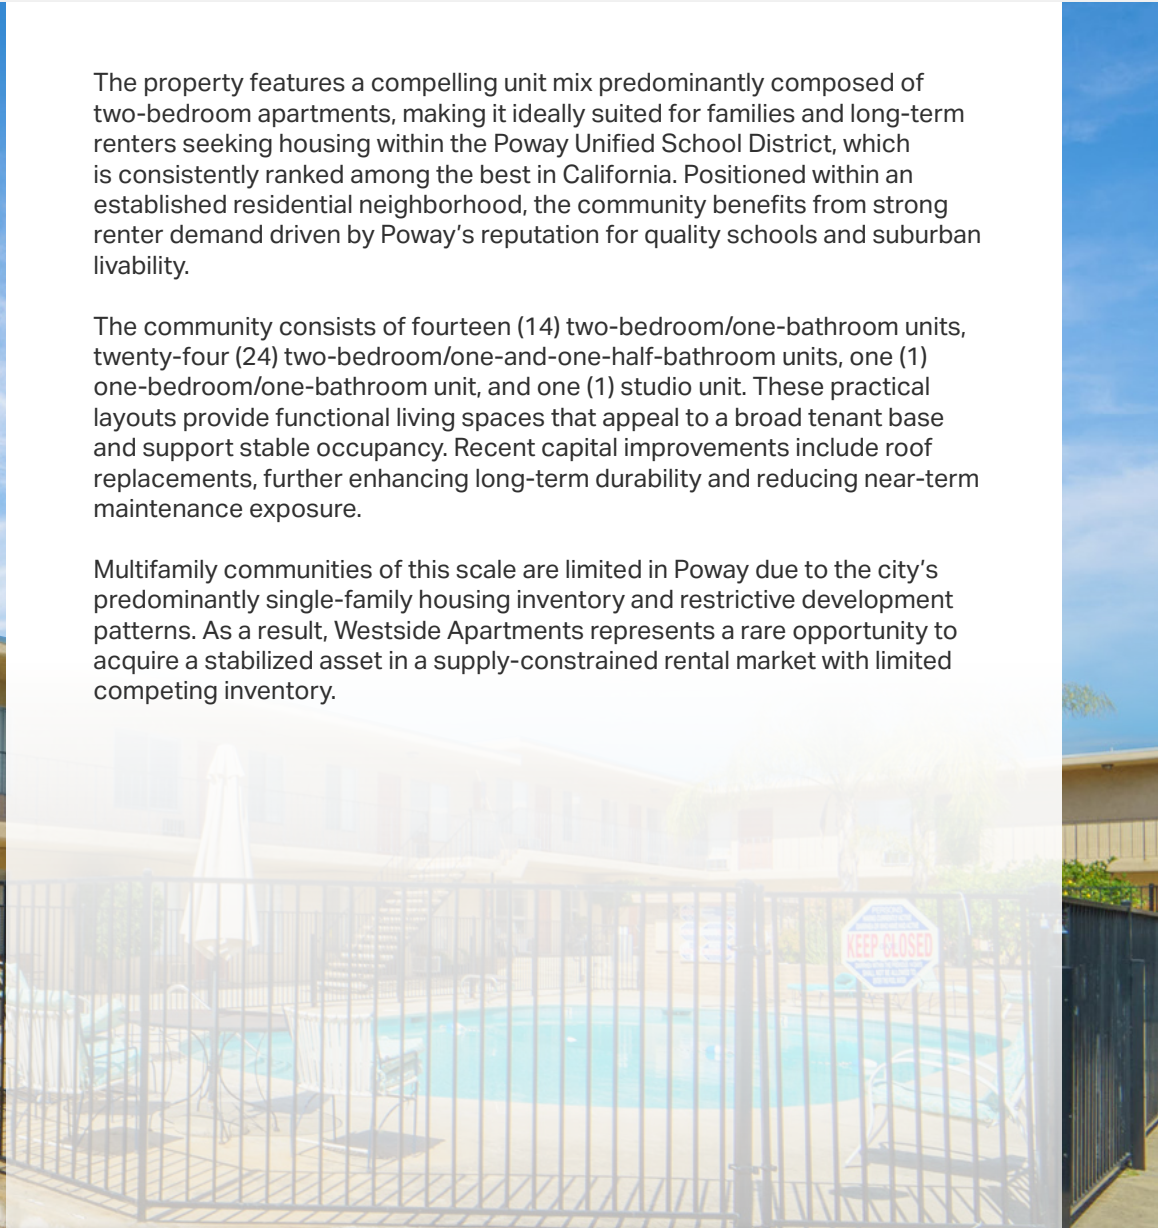 The property features a compelling unit mix predominantly composed of
two-bedroom apartments, making it ideally suited for families and long-term
renters seeking housing within the Poway Unified School District, which
is consistently ranked among the best in California. Positioned within an
established residential neighborhood, the community benefits from strong
renter demand driven by Poway’s reputation for quality schools and suburban
livability.
The community consists of fourteen (14) two-bedroom/one-bathroom units,
twenty-four (24) two-bedroom/one-and-one-half-bathroom units, one (1)
one-bedroom/one-bathroom unit, and one (1) studio unit. These practical
layouts provide functional living spaces that appeal to a broad tenant base
and support stable occupancy. Recent capital improvements include roof
replacements, further enhancing long-term durability and reducing near-term
maintenance exposure.
Multifamily communities of this scale are limited in Poway due to the city’s
predominantly single-family housing inventory and restrictive development
patterns. As a result, Westside Apartments represents a rare opportunity to
acquire a stabilized asset in a supply-constrained rental market with limited
competing inventory.
KEEP CLOSED